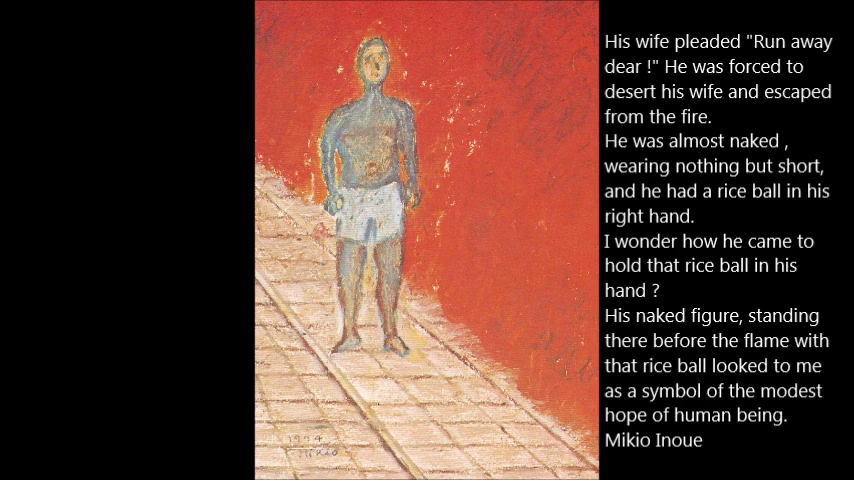 His wife pleaded "Run away
dear !" He was forced to
desert his wife and escaped
from the fire.
He was almost naked ,
wearing nothing but short,
and he had a rice ball in his
right hand.
I wonder how he came to
hold that rice ball in his
hand ?
His naked figure, standing
there before the flame with
that rice ball looked to me
as a symbol of the modest
hope of human being.
Mikio Inoue
1974
Mikio